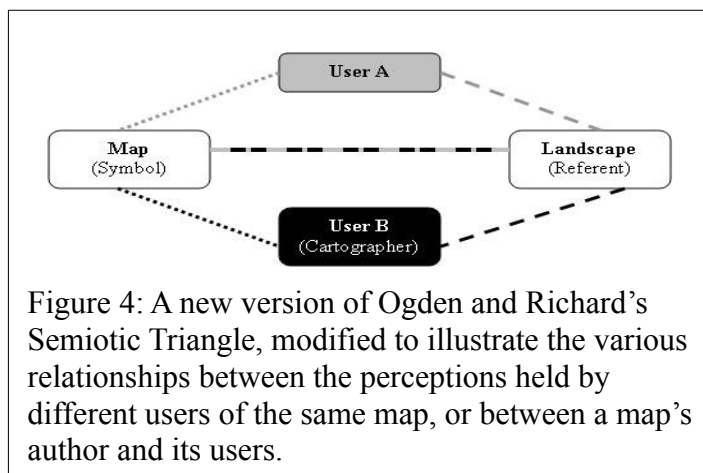 User A
Map
(Symbol)
Landscape
(Referent)
User B
(Cartographer)
Figure 4: A new version of Ogden and Richard’s
Semiotic Triangle, modified to illustrate the various
relationships between the perceptions held by
different users of the same map, or between a map’s
author and its users.